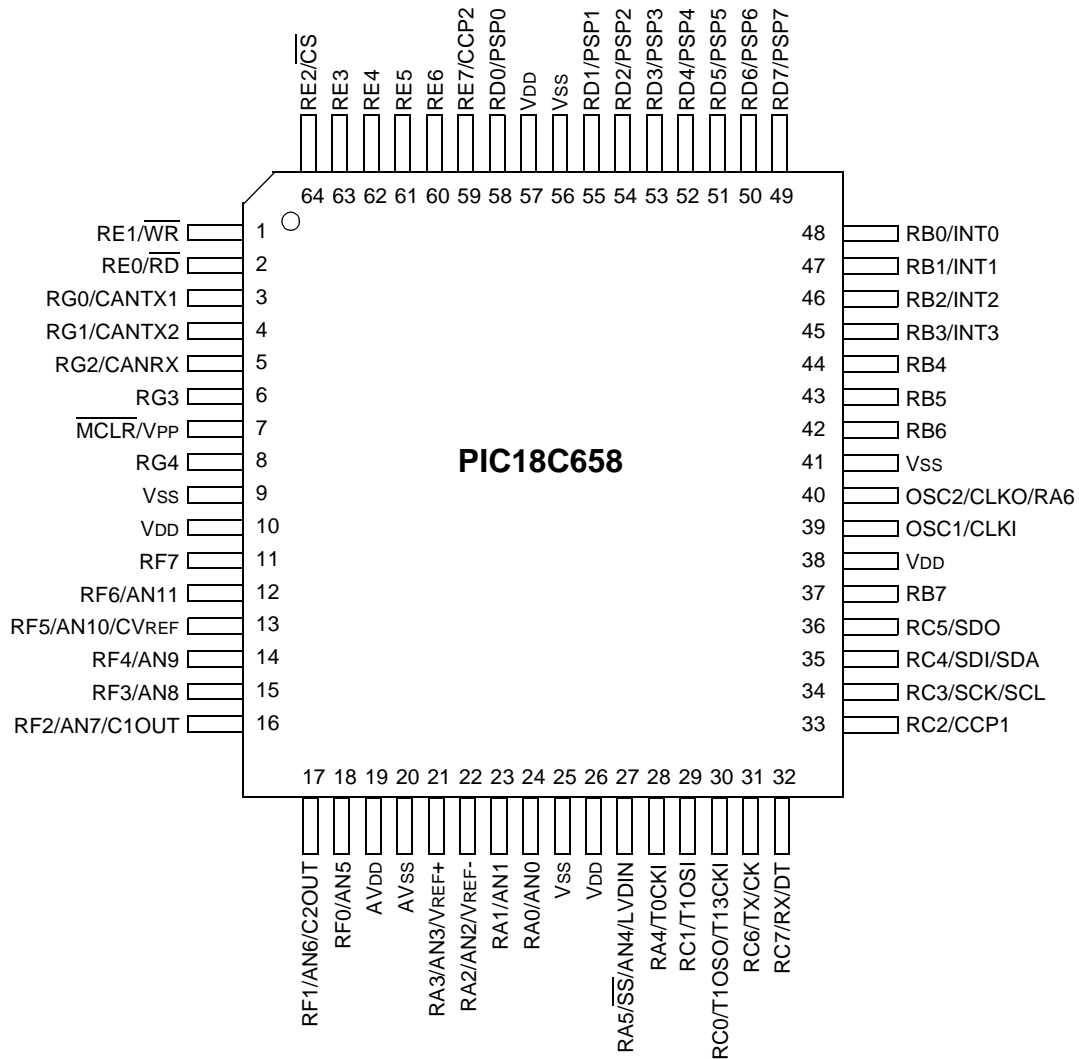 RE2/CS
RE3
RE4
RE5
RE6
RE7/CCP2
RD0/PSP0
VDD
VSS
RD1/PSP1
RD2/PSP2
RD3/PSP3
RD4/PSP4
RD5/PSP5
RD6/PSP6
RD7/PSP7
64 63 62 61 60 59 58 57 56 55 54 53 52 51 50 49
RE1/WR 1
RE0/RD 2
RG0/CANTX1 3
RG1/CANTX2 4
RG2/CANRX 5
RG3 6
MCLR/VPP 7
RG4 8
VSS 9
VDD 10
RF7 11
RF6/AN11 12
RF5/AN10/CVREF 13
RF4/AN9 14
RF3/AN8 15
RF2/AN7/C1OUT 16
PIC18C658
48 RB0/INT0
47 RB1/INT1
46 RB2/INT2
45 RB3/INT3
44 RB4
43 RB5
42 RB6
41 VSS
40 OSC2/CLKO/RA6
39 OSC1/CLKI
38 VDD
37 RB7
36 RC5/SDO
35 RC4/SDI/SDA
34 RC3/SCK/SCL
33 RC2/CCP1
17 18 19 20 21 22 23 24 25 26 27 28 29 30 31 32
RF1/AN6/C2OUT
RF0/AN5
AVDD
AVSS
RA3/AN3/VREF+
RA2/AN2/VREF-
RA1/AN1
RA0/AN0
VSS
VDD
RA5/SS/AN4/LVDIN
RA4/T0CKI
RC1/T1OSI
RC0/T1OSO/T13CKI
RC6/TX/CK
RC7/RX/DT